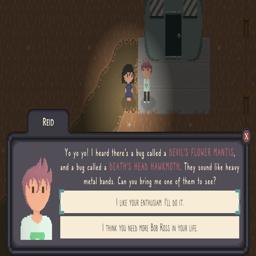 Reid
Yo yo yo! I heard there's a bug called a DEVIL'S FLOWER MANTIS,
and a bug called a DEATH'S HEAD HAWKMOTH. They sound like heavy
metal bands. Can you bring me one of them to see?
I LIKE YOUR ENTHUSIASM. I'LL DO IT.
I THINK YOU NEED MORE BOB ROSS IN YOUR LIFE.
X